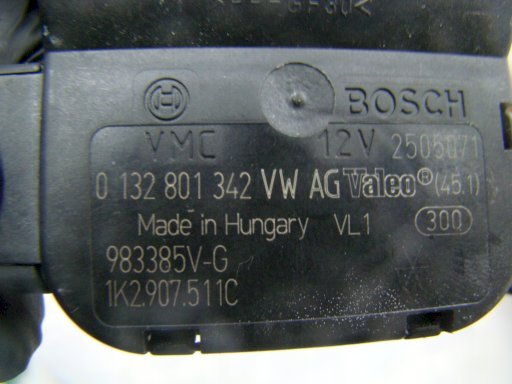 BOSCH
VMC 12V 2505071
0 132 801 342 VW AG Valeo® (45.1)
Made in Hungary VL1 300
983385V-G
1K2.907.511C